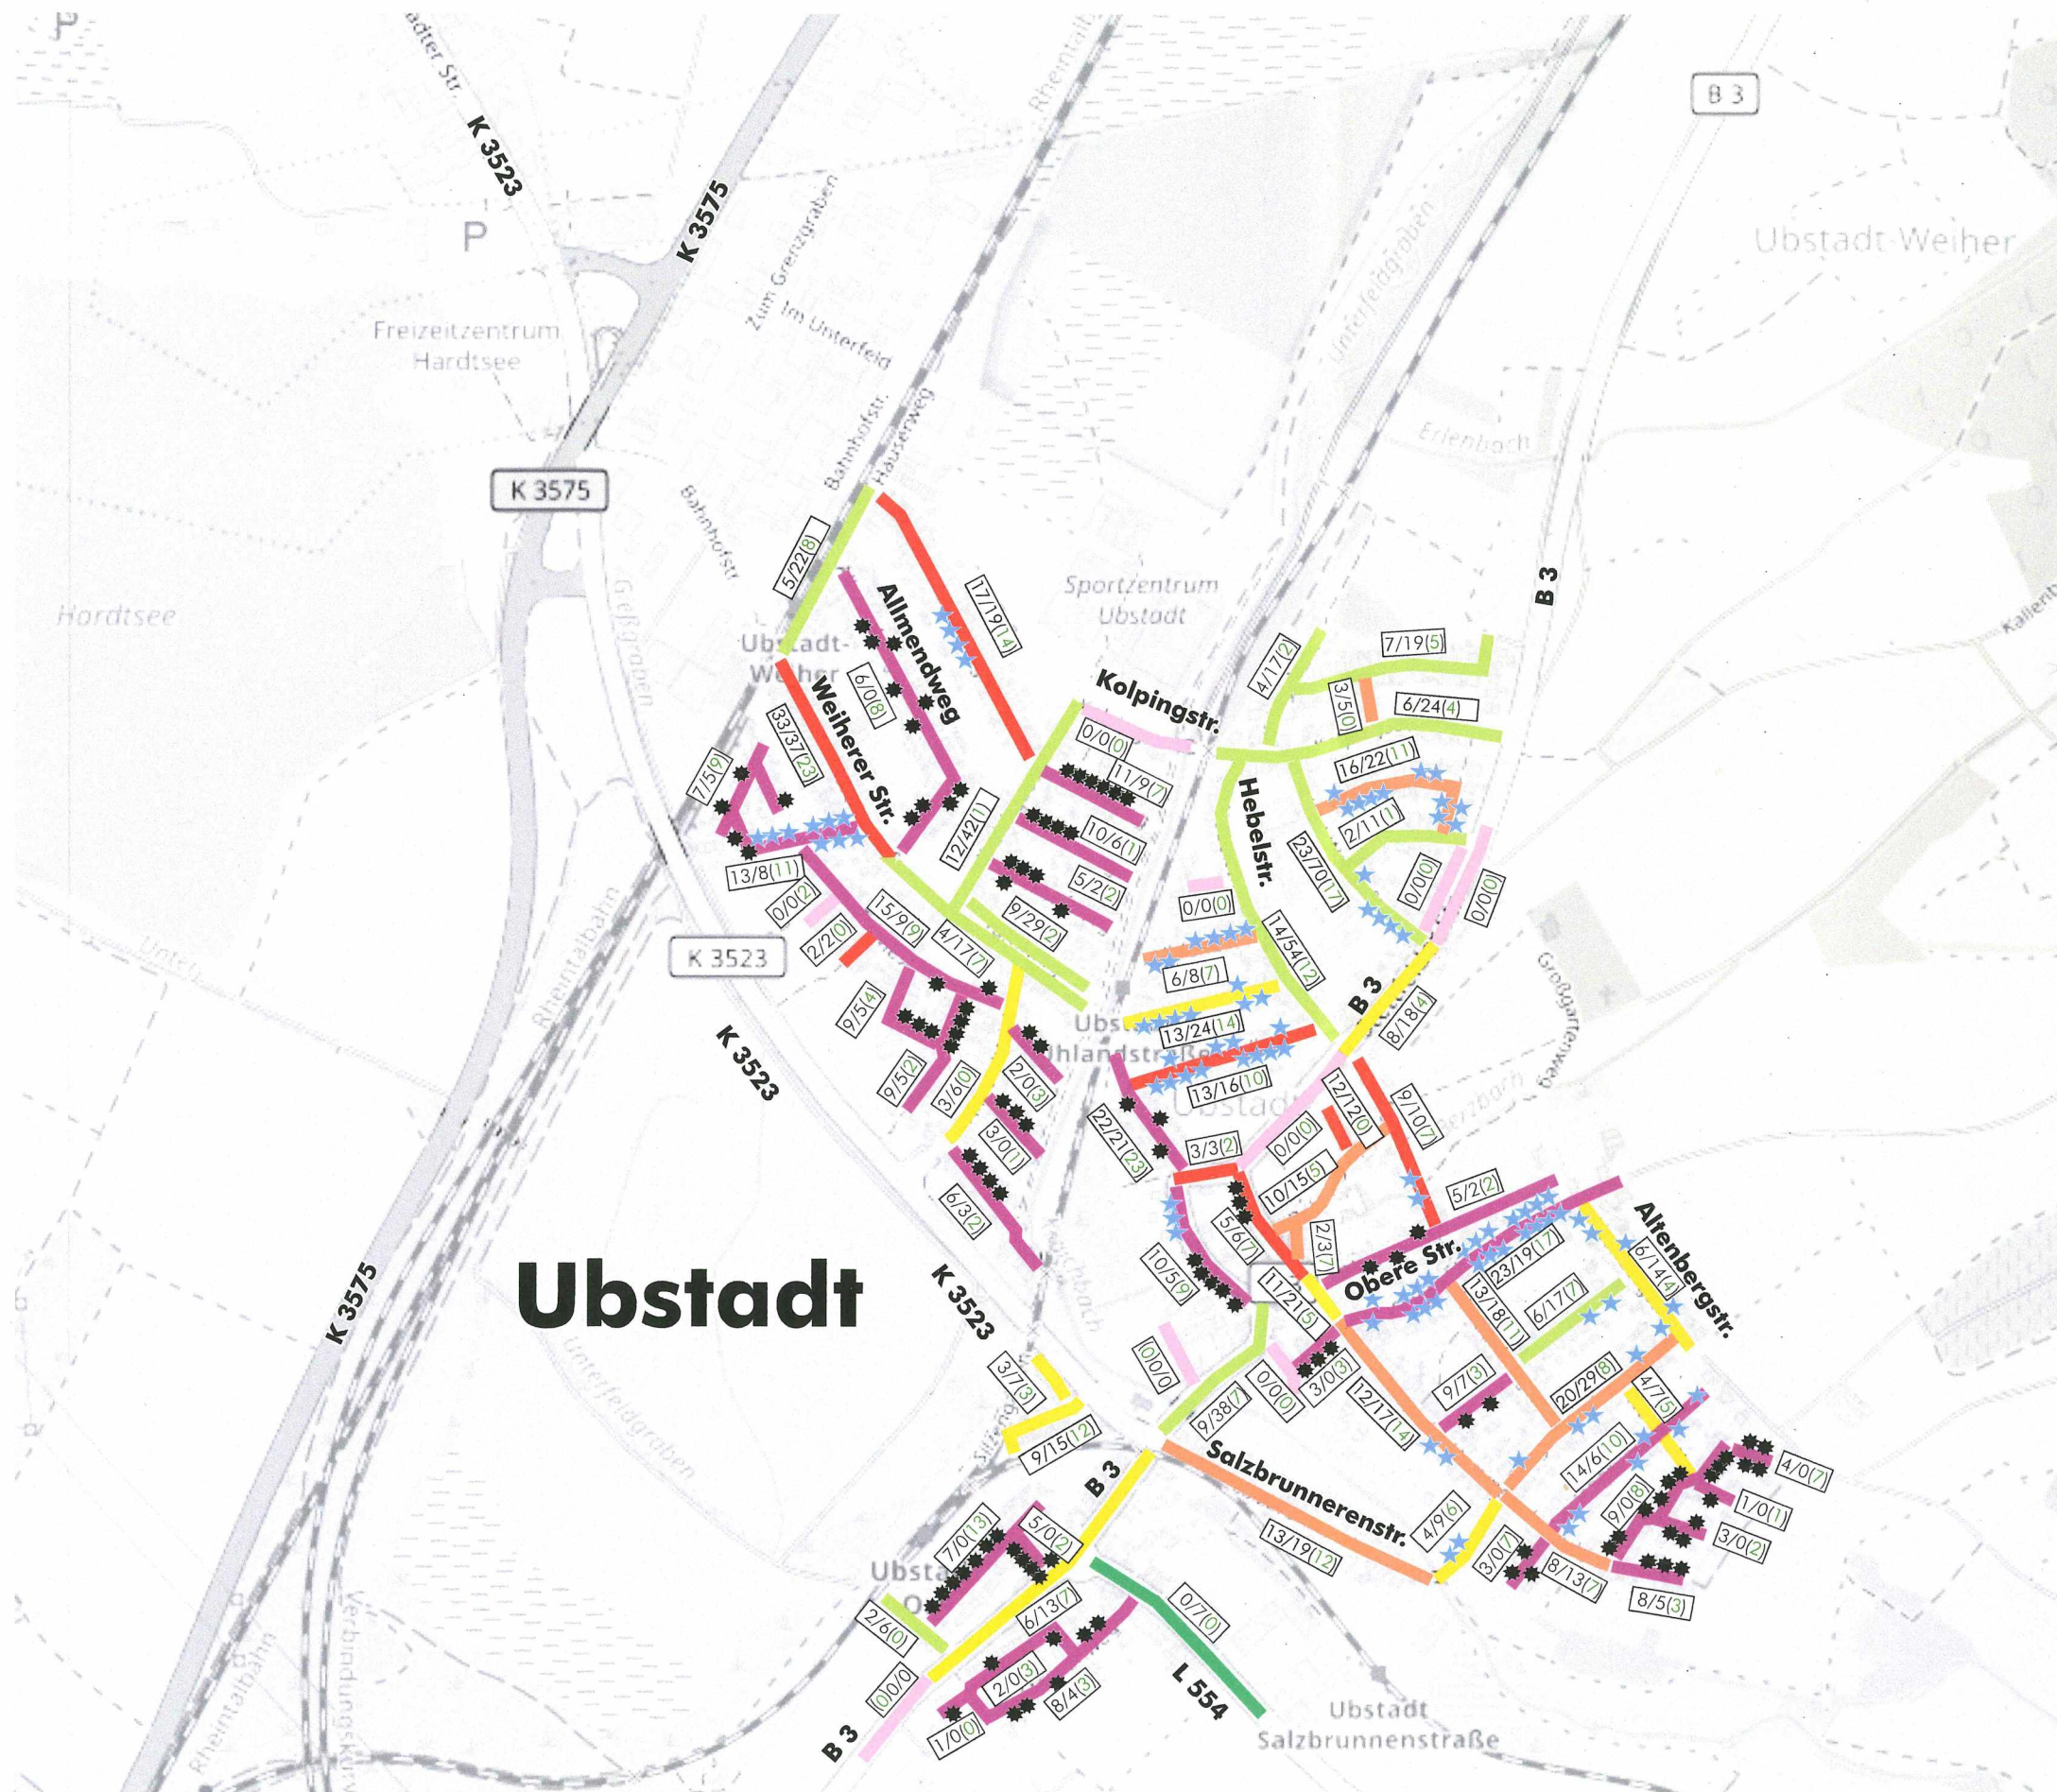 P
adter Str.
K 3523
K 3575
Rheintal
B 3
P
Zum Grenzgraben
Im Unterfeld
Unterfeldgraben
Ubstadt-Weiher
Freizeitzentrum
Hardtsee
Bahnhofstr.
Hauserweg
Erlenbach
K 3575
Bahnhofstr.
5/22(8)
Hardtsee
Gießgraben
Allmendweg
17/19(14)
Sportzentrum
Ubstadt
B 3
Ubstadt-
Weiher
4/17(2)
7/19(5)
3/5(0)
6/24(4)
Kolpingstr.
6/0(8)
Weiherer Str.
33/37(23)
0/0(0)
16/22(11)
7/5(9)
11/9(7)
Hebelstr.
12/42(1)
10/6(1)
2/11(1)
23/70(17)
13/8(11)
0/0(2)
5/2(2)
0/0(0)
0/0(0)
0/0(0)
15/9(9)
9/29(2)
2/2(0)
4/17(7)
14/54(12)
Unten
Rheintalbahn
K 3523
6/8(7)
Großgartenweg
B 3
8/18(4)
9/5(4)
13/24(14)
K 3523
9/5(2)
3/6(0)
2/0(3)
13/16(10)
Ubstadt
12/12(0)
9/10(7)
3/0(1)
22/21(23)
3/3(2)
0/0(0)
10/15(5)
5/2(2)
6/3(2)
5/6(7)
2/3(7)
Altenbergstr.
Obere Str.
23/19(17)
6/14(4)
Ubstadt
K 3575
K 3523
10/5(9)
11/21(5
13/18(11)
6/17(7)
0/0(0)
0/0(0)
3/0(3)
3/7(3)
9/38(7)
12/17(14)
9/7(3)
20/29(8)
4/7(5)
Unterfeldgraben
9/15(12)
B 3
Salzbrunnerenstr.
14/6(10)
4/0(7)
9/0(8)
1/0(1)
4/9(6)
3/0(2)
7/0(13)
5/0(2)
13/19(12)
3/0(7)
8/13(7)
8/5(3)
2/6(0)
6/13(7)
0/7(0)
0/0(0)
2/0(3)
8/4(3)
L 554
1/0(0)
B 3
Rheintalbahn
Verbindungskurv
Ubstadt
Salzbrunnenstraße